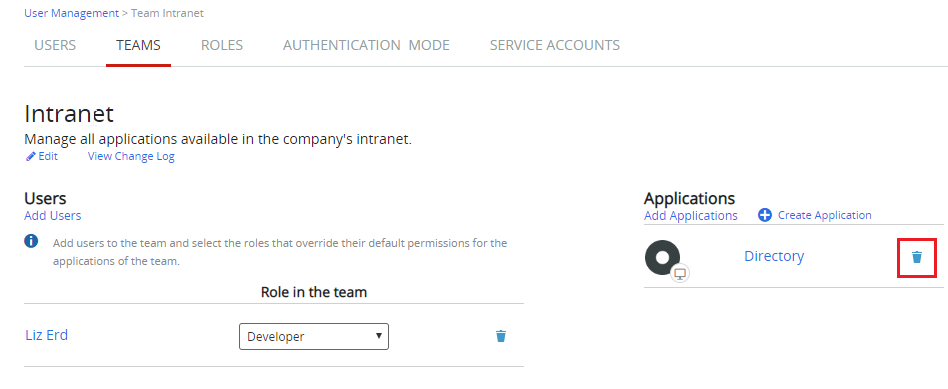 User Management > Team Intranet
USERS TEAMS ROLES AUTHENTICATION MODE SERVICE ACCOUNTS
Intranet
Manage all applications available in the company's intranet.
Edit View Change Log
Users
Add Users
Add users to the team and select the roles that override their default permissions for the
applications of the team.
Role in the team
Liz Erd Developer
Applications
Add Applications Create Application
Directory